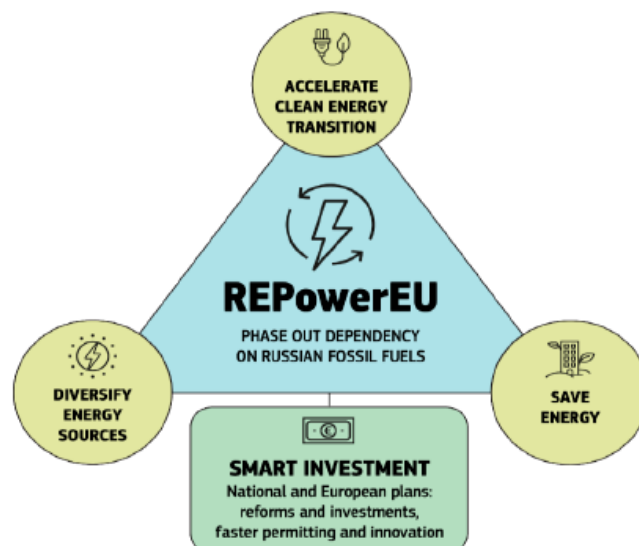 ACCELERATE
CLEAN ENERGY
TRANSITION
REPowerEU
PHASE OUT DEPENDENCY
ON RUSSIAN FOSSIL FUELS
DIVERSIFY
ENERGY
SOURCES
SAVE
ENERGY
€
SMART INVESTMENT
National and European plans:
reforms and investments,
faster permitting and innovation